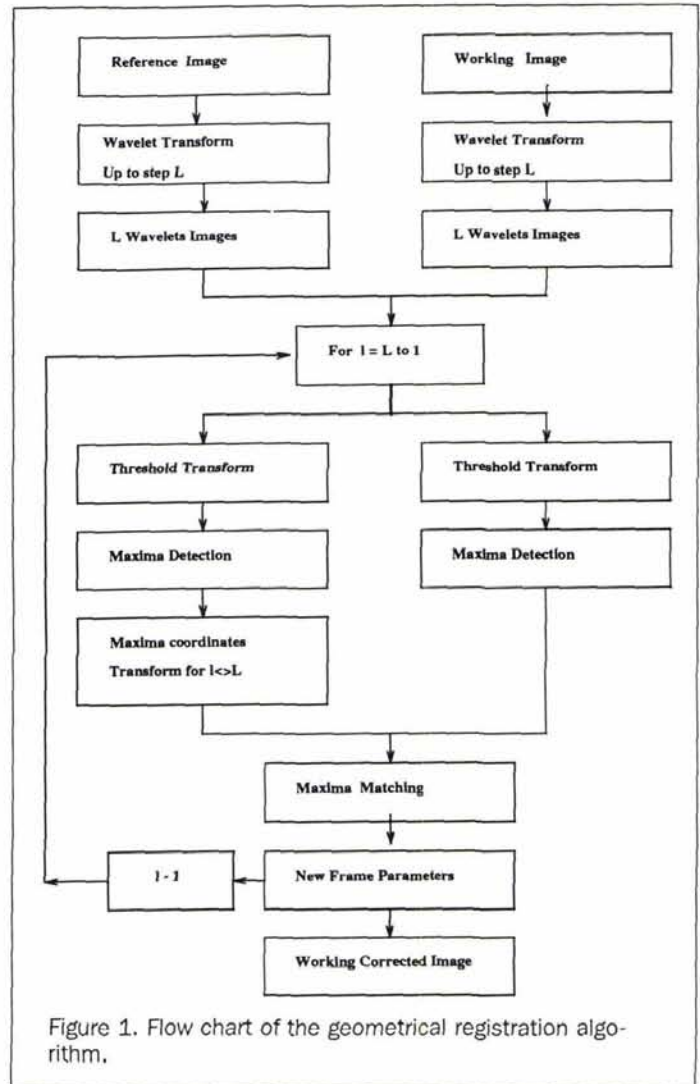 Reference Image
Working Image
Wavelet Transform
Up to step L
Wavelet Transform
Up to step L
L Wavelets Images
L Wavelets Images
For l = L to 1
Threshold Transform
Threshold Transform
Maxima Detection
Maxima Detection
Maxima coordinates
Transform for l<>L
Maxima Matching
l - 1
New Frame Parameters
Working Corrected Image
Figure 1. Flow chart of the geometrical registration algo-
rithm.